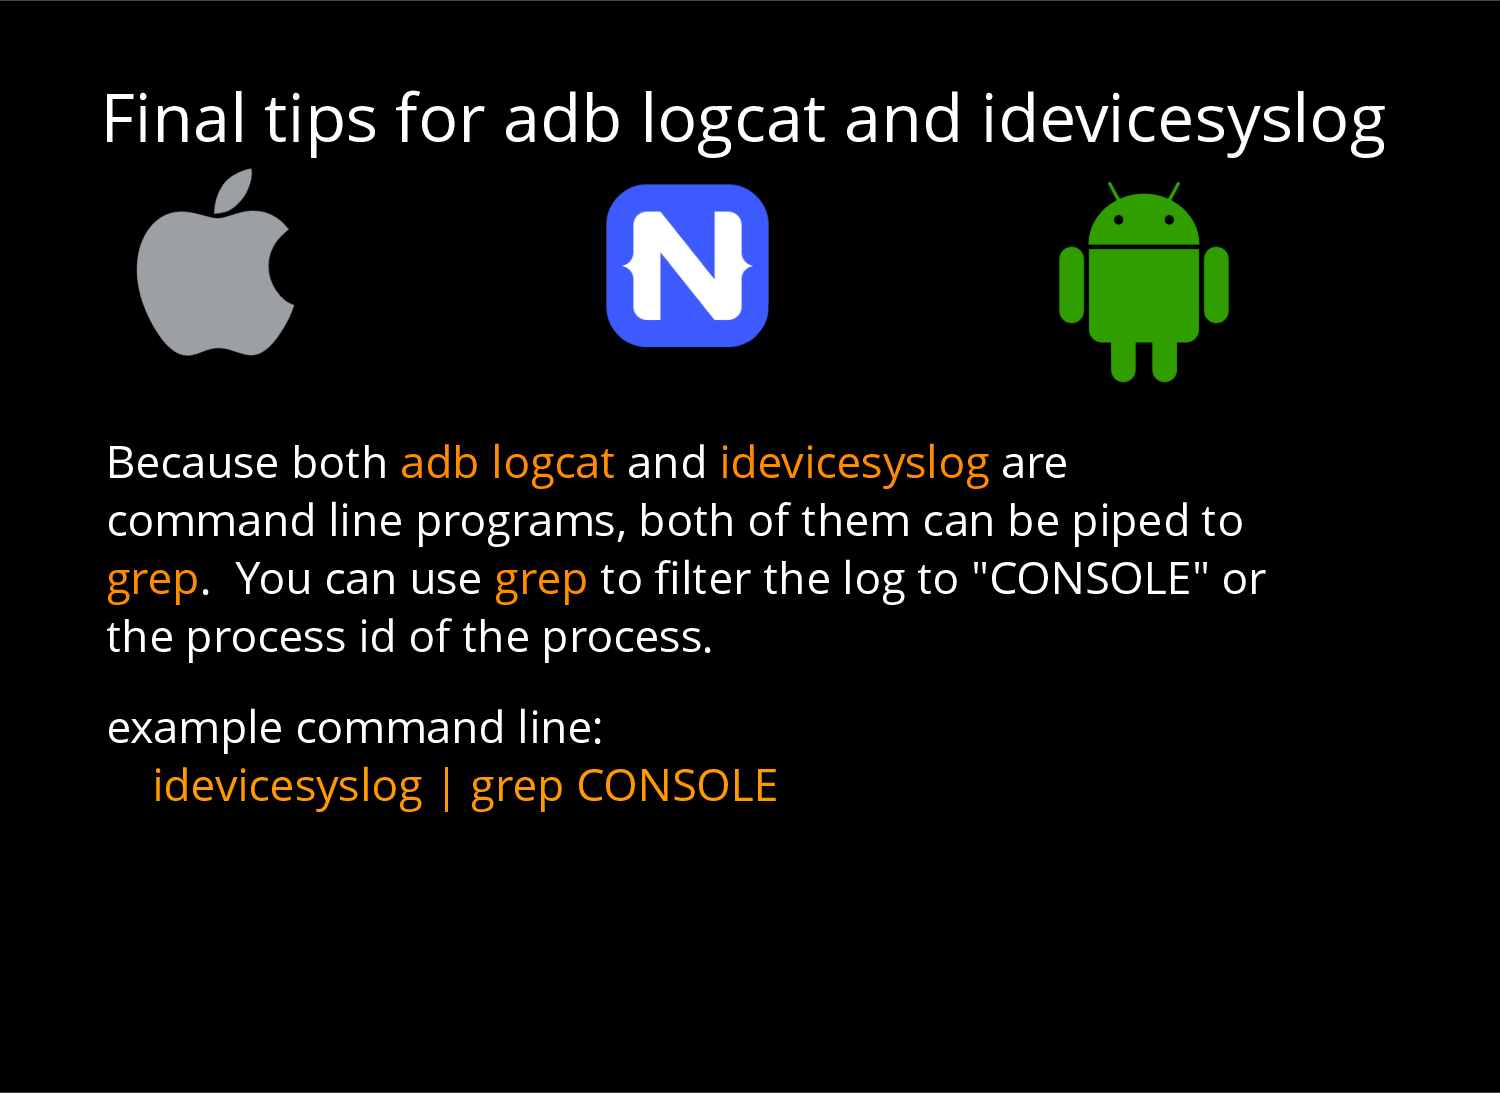 Final tips for adb logcat and idevicesyslog
N
Because both adb logcat and idevicesyslog are
command line programs, both of them can be piped to
grep.  You can use grep to filter the log to "CONSOLE" or
the process id of the process.
example command line:
idevicesyslog | grep CONSOLE